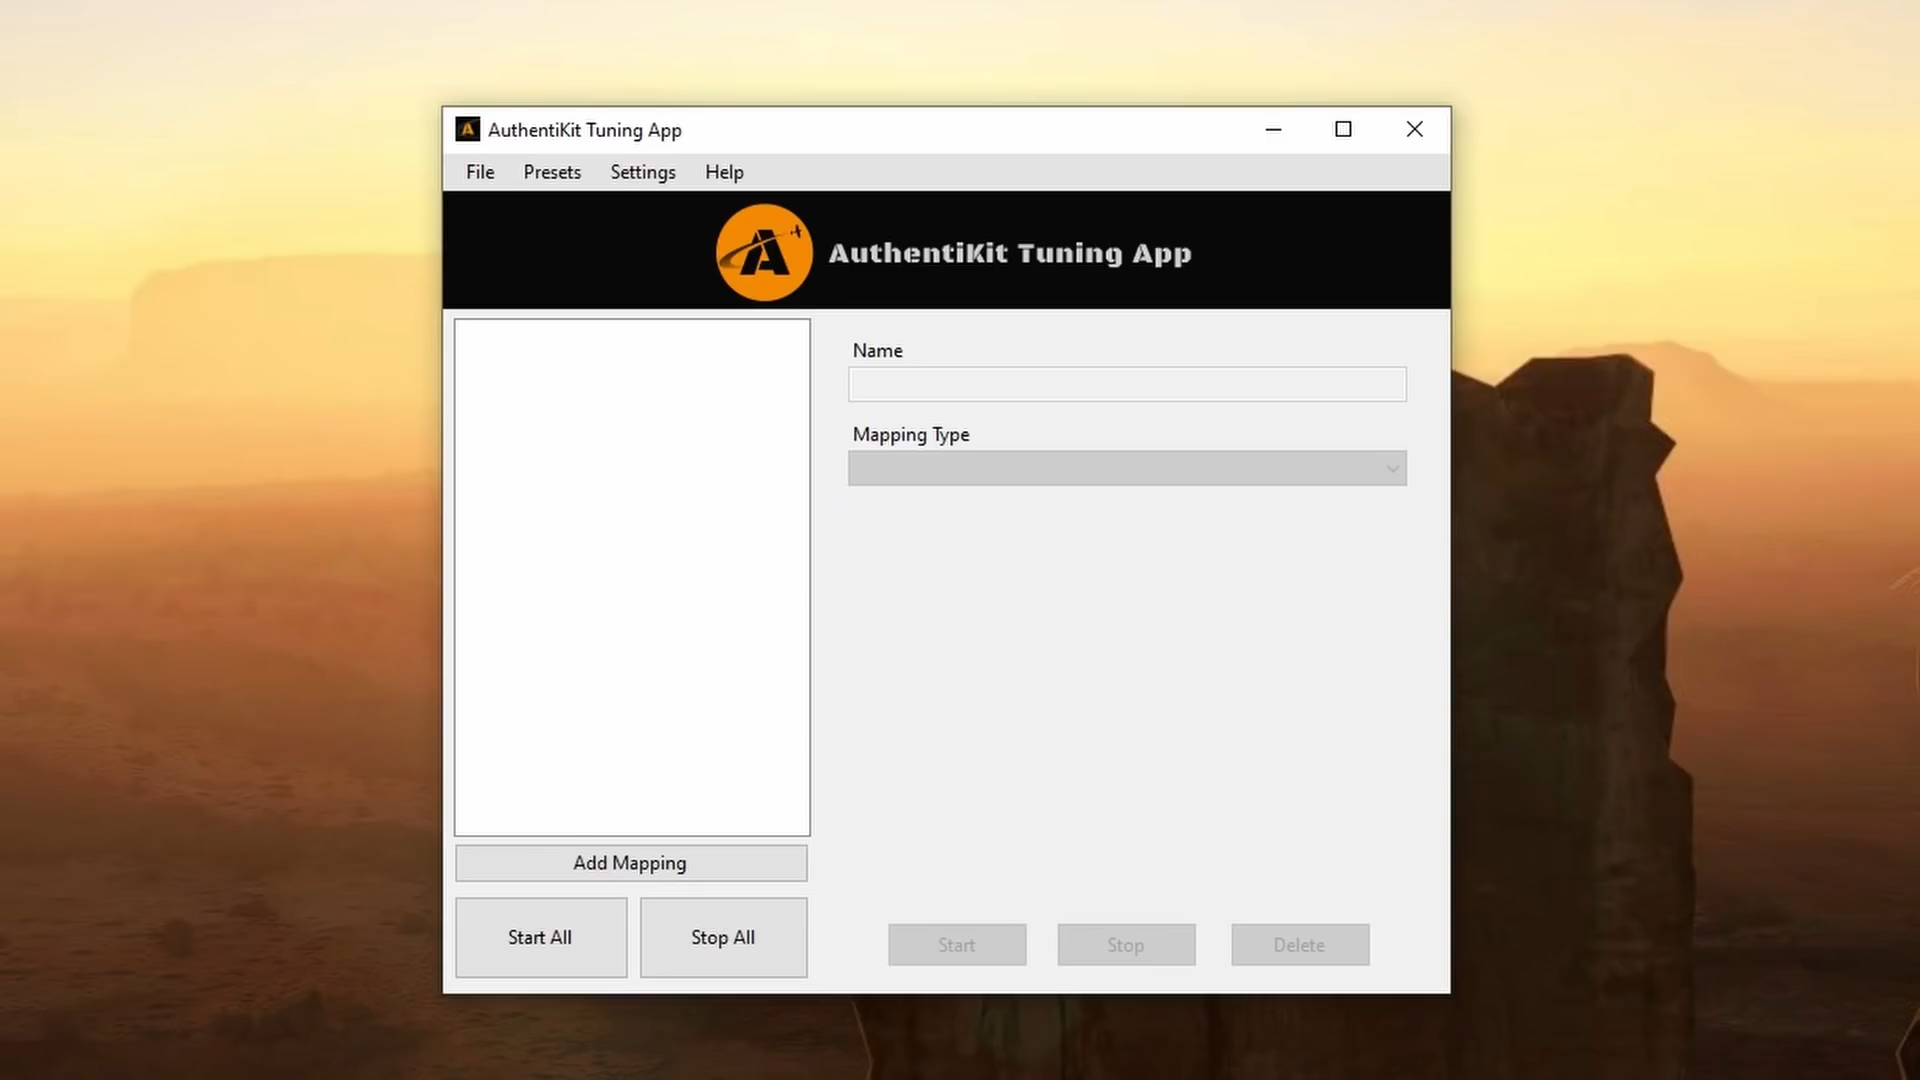 AuthentiKit Tuning App
File Presets Settings Help
AuthentiKit Tuning App
Name
Mapping Type
Add Mapping
Start All Stop All
Start Stop Delete